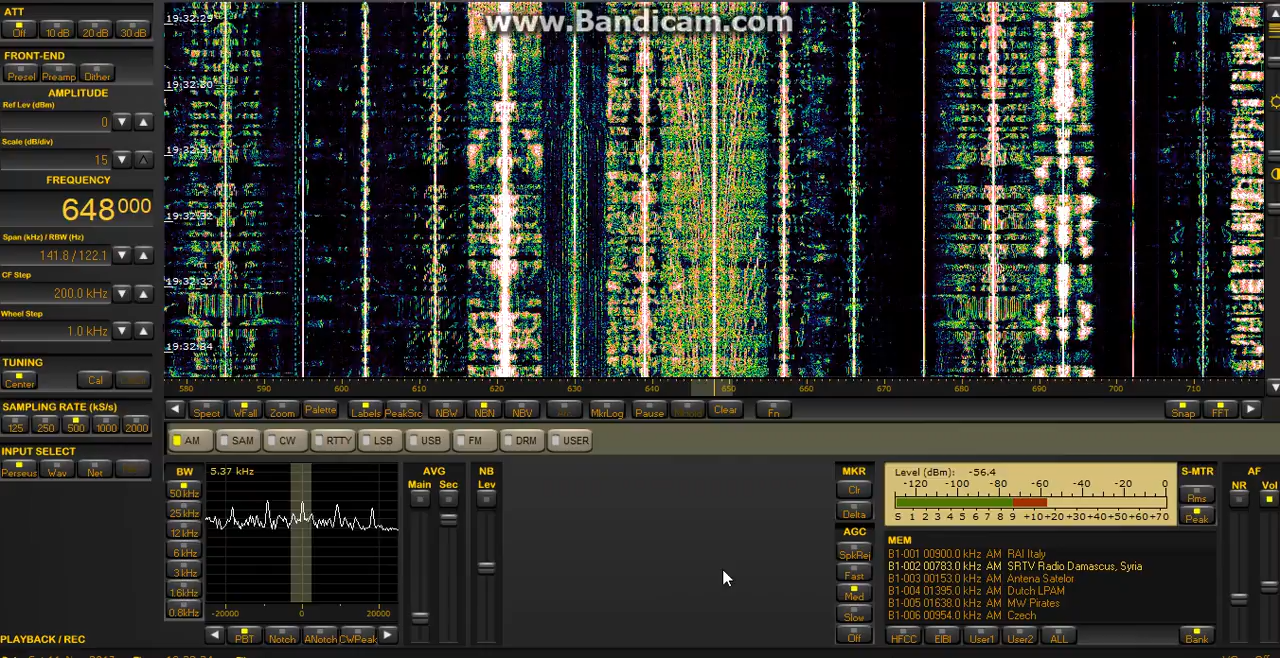 www.Bandicam.com
ATT
Off 10 dB 20 dB 30 dB
FRONT-END
Presel Preamp Dither
AMPLITUDE
Ref Lev (dBm)
0
Scale (dB/div)
15
FREQUENCY
648000
Span (kHz) / RBW (Hz)
141.8 / 122.1
CF Step
200.0 kHz
Wheel Step
1.0 kHz
TUNING
Center Cal
SAMPLING RATE (kS/s)
125 250 500 1000 2000
INPUT SELECT
Perseus Wav Net
PLAYBACK / REC
19:32:29
19:32:30
19:32:31
19:32:32
19:32:33
19:32:34
580 590 600 610 620 630 640 650 660 670 680 690 700 710
Spect WFall Zoom Palette Labels PeakSrc NBW NBN NBV MkrLog Pause Clear Fn Snap FFT
AM SAM CW RTTY LSB USB FM DRM USER
BW
50 kHz
25 kHz
12 kHz
6 kHz
3 kHz
1.6kHz
0.8kHz
5.37 kHz
-20000 0 20000
PBT Notch ANotch CWPeak
AVG
Main Sec
NB
Lev
MKR
Clr
Delta
AGC
SpkRej
Fast
Med
Slow
Off
Level (dBm): -56.4
-120 -100 -80 -60 -40 -20 0
S 1 2 3 4 5 6 7 8 9 +10+20+30+40+50+60+70
S-MTR
Rms
Peak
AF
NR Vol
MEM
B1-001 00900.0 kHz AM RAI Italy
B1-002 00783.0 kHz AM SRTV Radio Damascus, Syria
B1-003 00153.0 kHz AM Antena Satelor
B1-004 01395.0 kHz AM Dutch LPAM
B1-005 01638.0 kHz AM MW Pirates
B1-006 00954.0 kHz AM Czech
HFCC EIBI User1 User2 ALL Bank